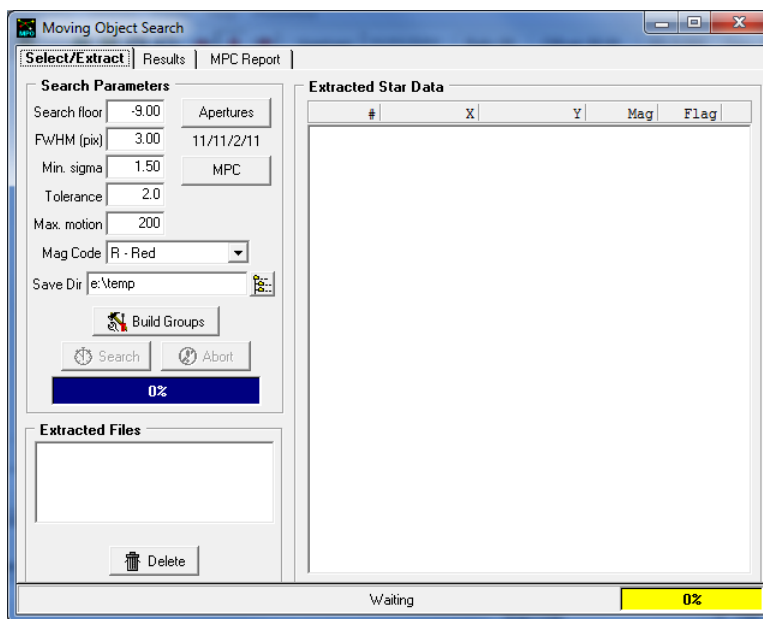 Moving Object Search
Select/Extract Results MPC Report
Search Parameters
Search floor -9.00 Apertures
FWHM (pix) 3.00 11/11/2/11
Min. sigma 1.50 MPC
Tolerance 2.0
Max. motion 200
Mag Code R - Red
Save Dir e:\temp
Build Groups
Search Abort
0%
Extracted Files
Delete
Extracted Star Data
# X Y Mag Flag
Waiting 0%